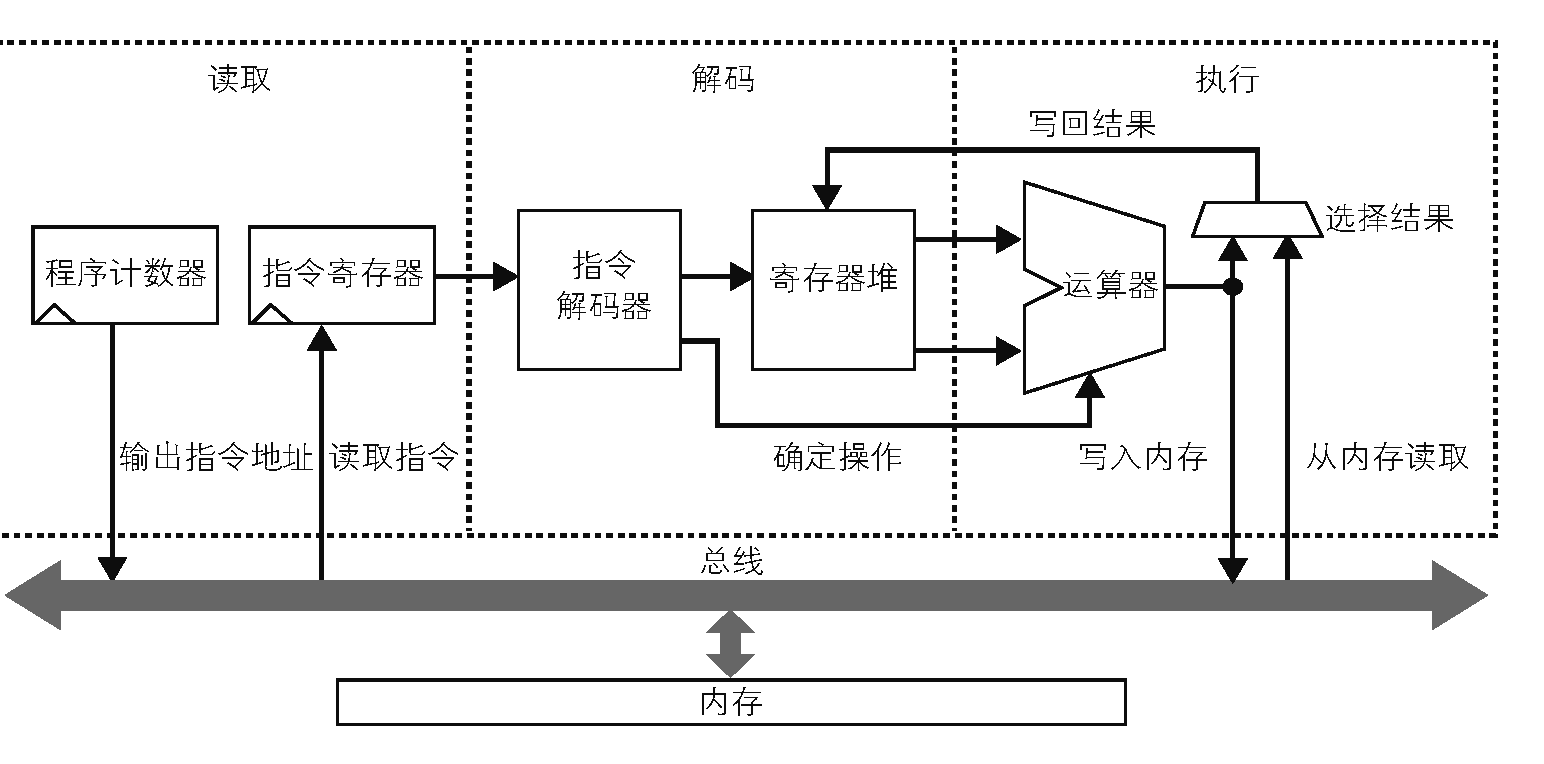 读取
解码
执行
写回结果
选择结果
程序计数器
指令寄存器
指令
解码器
寄存器堆
运算器
输出指令地址
读取指令
确定操作
写入内存
从内存读取
总线
内存